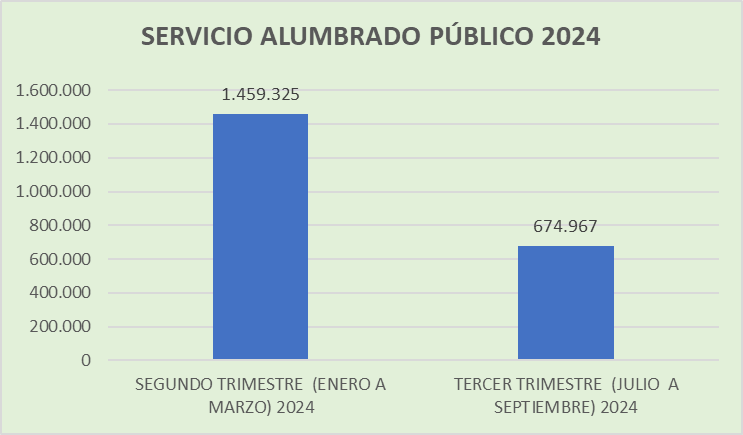 SERVICIO ALUMBRADO PÚBLICO 2024
1.600.000
1.400.000
1.200.000
1.000.000
800.000
600.000
400.000
200.000
0
1.459.325
674.967
SEGUNDO TRIMESTRE  (ENERO A
MARZO) 2024
TERCER TRIMESTRE  (JULIO  A
SEPTIEMBRE) 2024